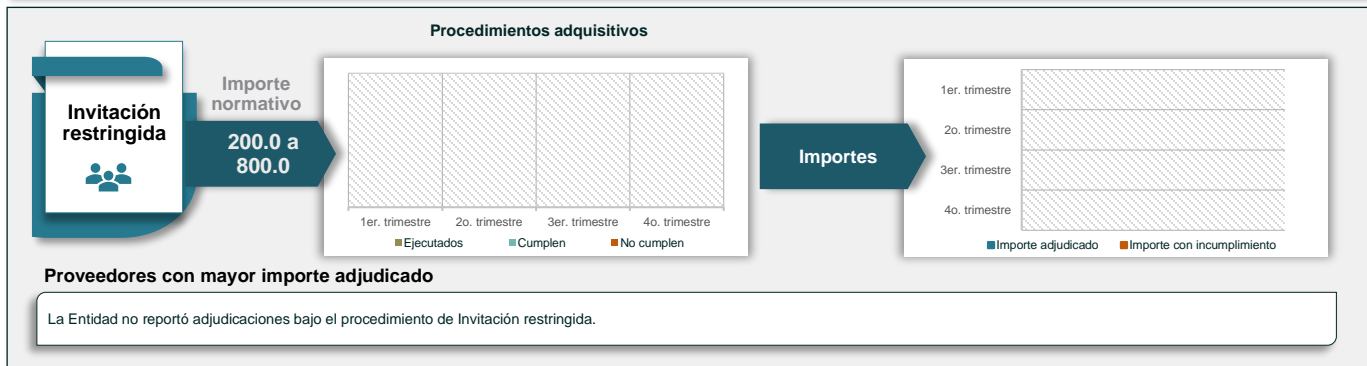 Procedimientos adquisitivos
Invitación
restringida
Importe
normativo
200.0 a
800.0
1er. trimestre 2o. trimestre 3er. trimestre 4o. trimestre
Ejecutados Cumplen No cumplen
Importes
1er. trimestre
2o. trimestre
3er. trimestre
4o. trimestre
Importe adjudicado Importe con incumplimiento
Proveedores con mayor importe adjudicado
La Entidad no reportó adjudicaciones bajo el procedimiento de Invitación restringida.